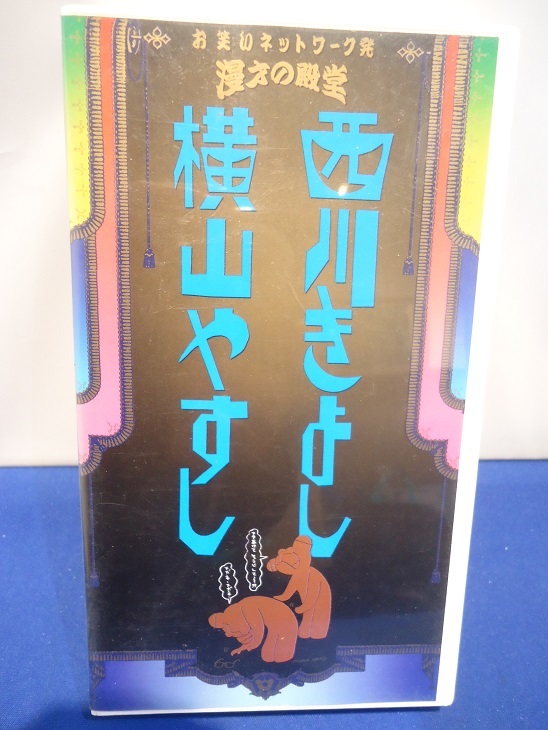 お笑いネットワーク発
漫才の殿堂
西川きよし
横山やすし